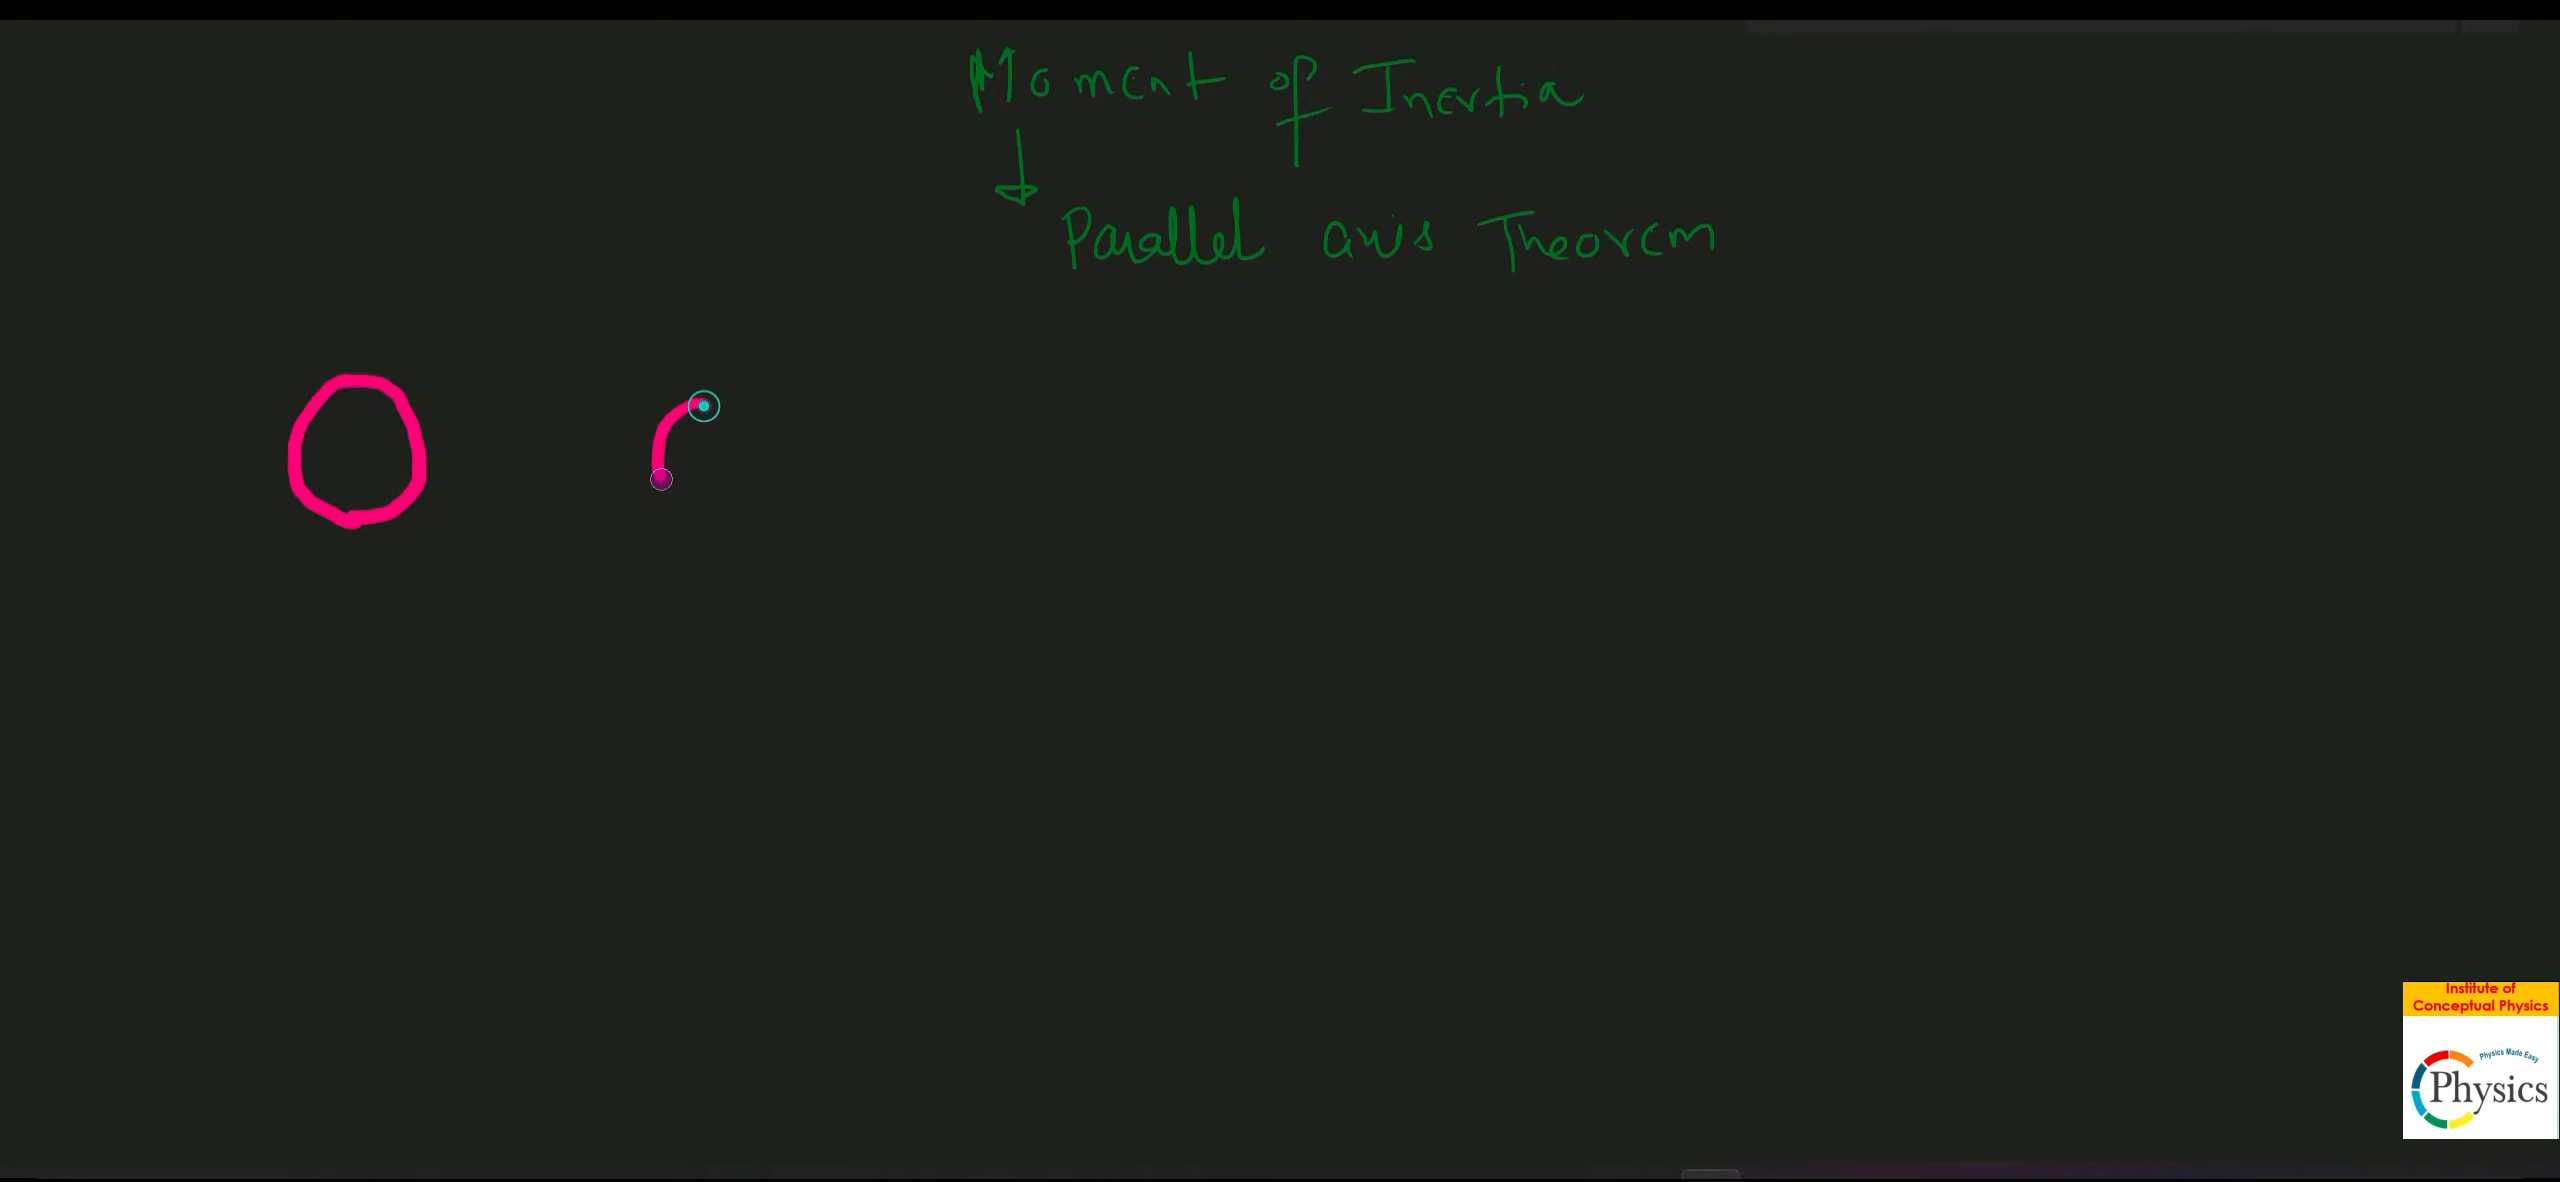 Moment of Inertia
Parallel axis Theorem
Institute of
Conceptual Physics
Physics Made Easy
Physics